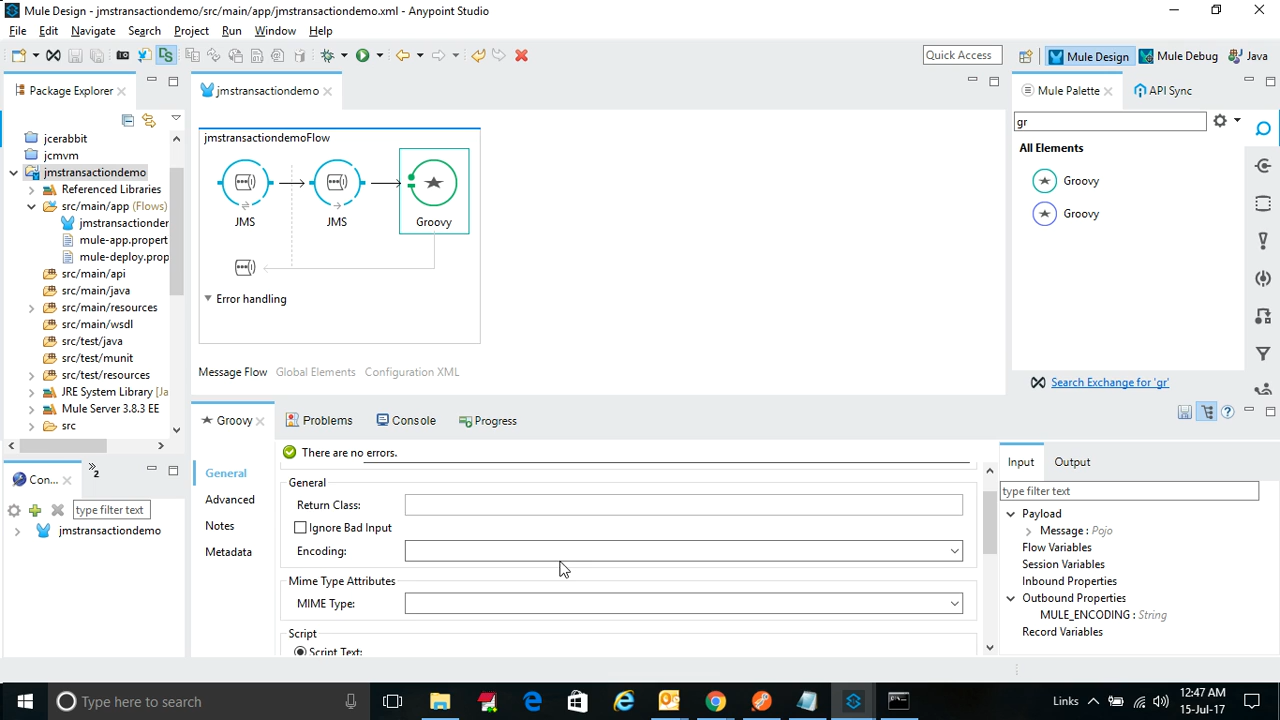 Mule Design - jmstransactiondemo/src/main/app/jmstransactiondemo.xml - Anypoint Studio
File Edit Navigate Search Project Run Window Help
Quick Access
Mule Design
Mule Debug
Java
Package Explorer
jcerabbit
jcmvm
jmstransactiondemo
Referenced Libraries
src/main/app (Flows)
jmstransactionder
mule-app.propert
mule-deploy.prop
src/main/api
src/main/java
src/main/resources
src/main/wsdl
src/test/java
src/test/munit
src/test/resources
JRE System Library [Ja
Mule Server 3.8.3 EE
src
Con...
2
type filter text
jmstransactiondemo
jmstransactiondemo
jmstransactiondemoFlow
JMS
JMS
Groovy
Error handling
Message Flow Global Elements Configuration XML
Mule Palette
API Sync
gr
All Elements
Groovy
Groovy
Search Exchange for 'gr'
Groovy
Problems
Console
Progress
There are no errors.
General
Advanced
Notes
Metadata
General
Return Class:
Ignore Bad Input
Encoding:
Mime Type Attributes
MIME Type:
Script
Script Text:
Input
Output
type filter text
Payload
Message : Pojo
Flow Variables
Session Variables
Inbound Properties
Outbound Properties
MULE_ENCODING : String
Record Variables
Type here to search
Links
12:47 AM
15-Jul-17